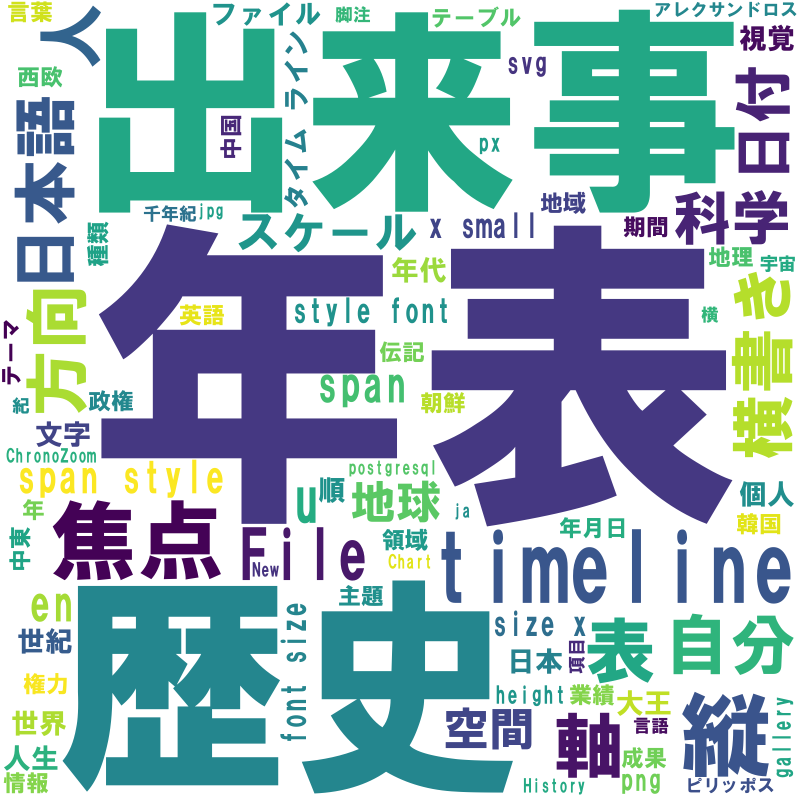 言葉
ファイル
脚注
テーブル
アレクサンドロス
人
出来事
視覚
西欧
svg
日付
中国
タイム ライン
px
日本語
千年紀
jpg
地域
科学
種類
スケール
x small
期間
地理
宇宙
年表
年代
方向
英語
style font
横
横書き
テーマ
伝記
紀
政権
span
朝鮮
文字
ChronoZoom
postgresql
span style
u
順
地球
個人
年
ja
焦点
年月日
韓国
中東
File
New
領域
Chart
timeline
en
主題
歴史
font size
size x
表
自分
世紀
日本
項目
権力
height
業績
大王
縦
gallery
世界
空間
軸
言語
人生
成果
情報
png
History
ピリッポス